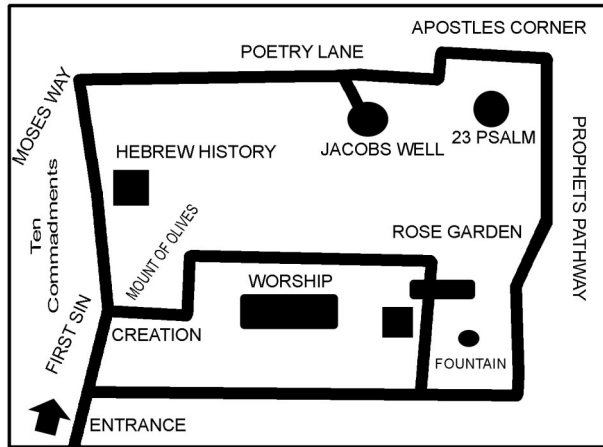 APOSTLES CORNER
POETRY LANE
MOSES WAY
JACOBS WELL
23 PSALM
PROPHETS PATHWAY
HEBREW HISTORY
Ten
Commadments
MOUNT OF OLIVES
ROSE GARDEN
WORSHIP
CREATION
FIRST SIN
FOUNTAIN
ENTRANCE